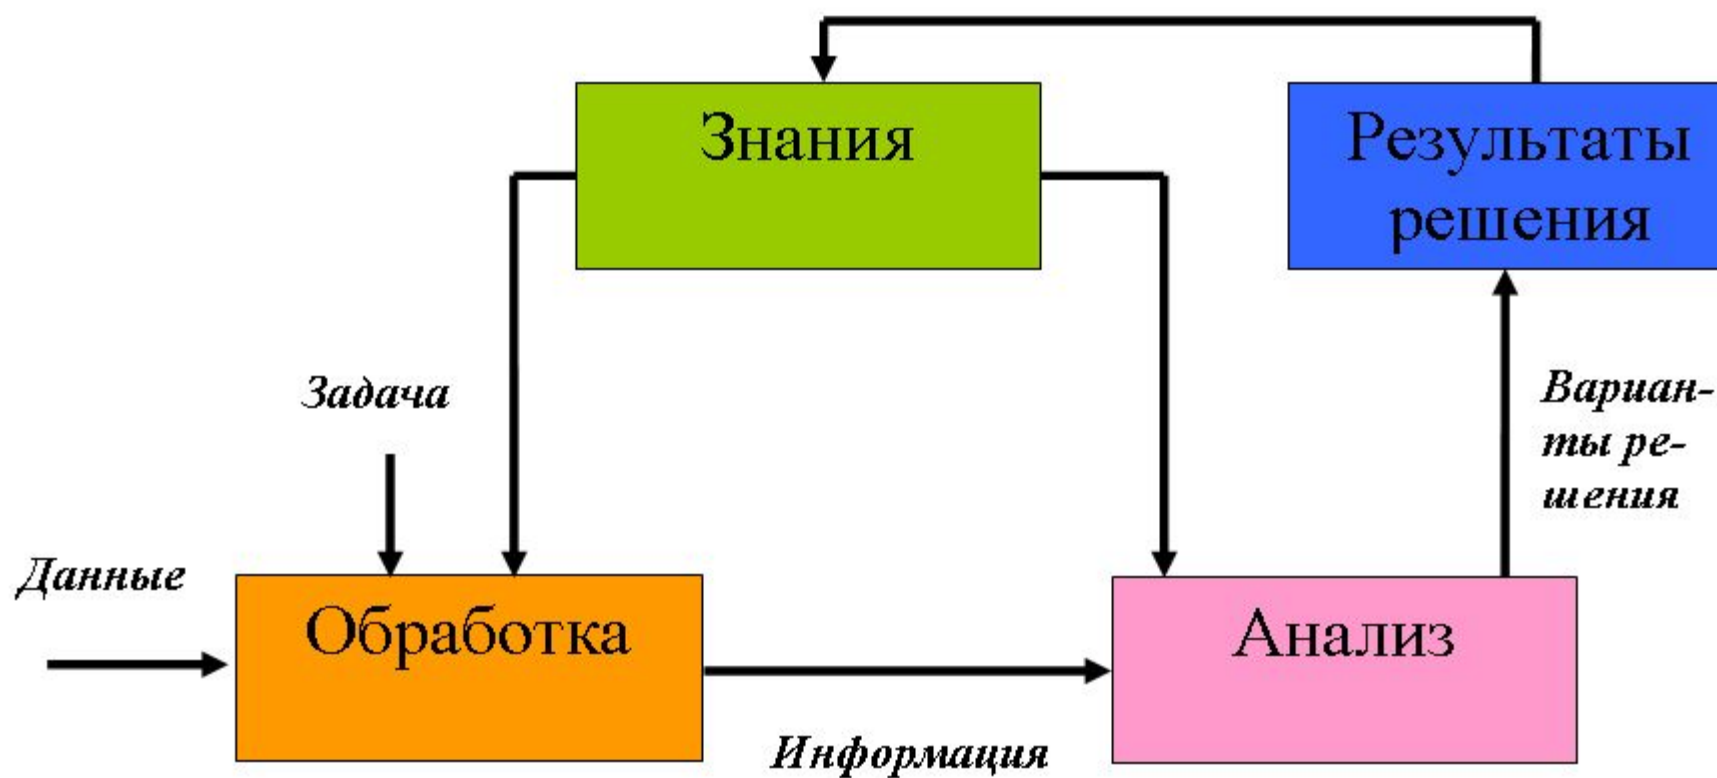 Знания
Результаты
решения
Задача
Вариан-
ты ре-
шения
Данные
Обработка
Анализ
Информация